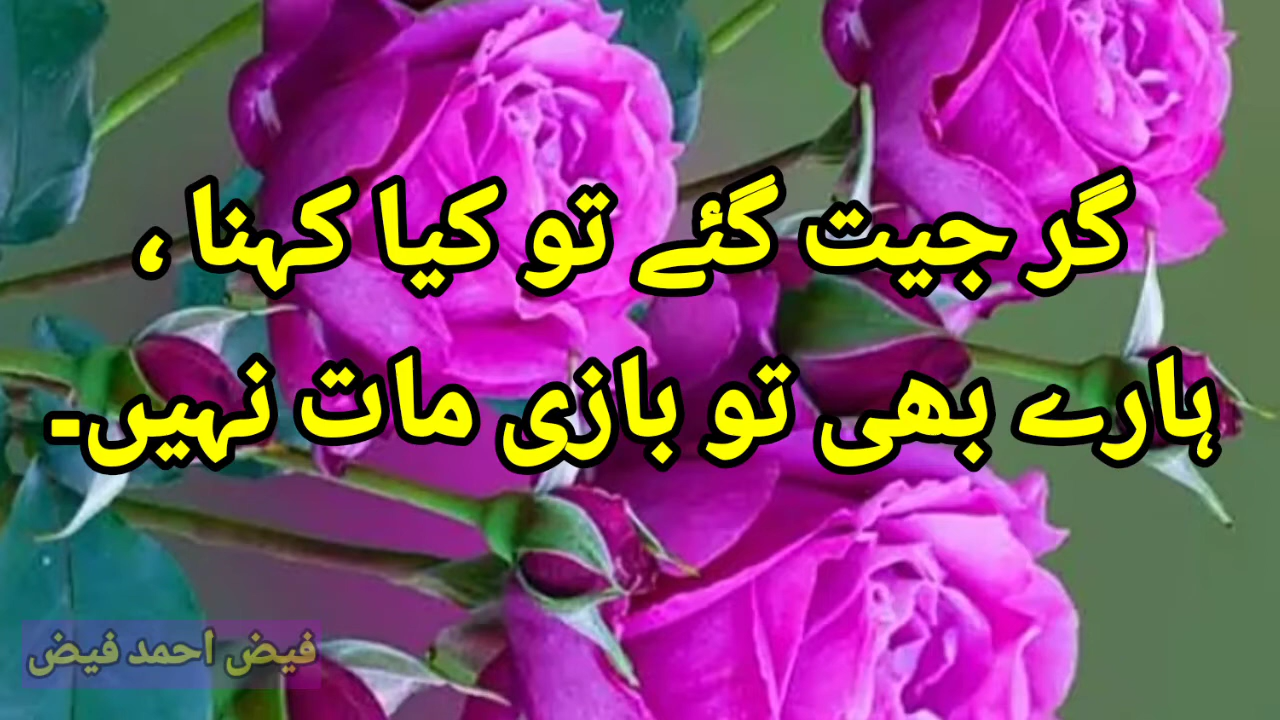 گر جیت گئے تو کیا کہنا ،
ہارے بھی تو بازی مات نہیں۔
فیض احمد فیض